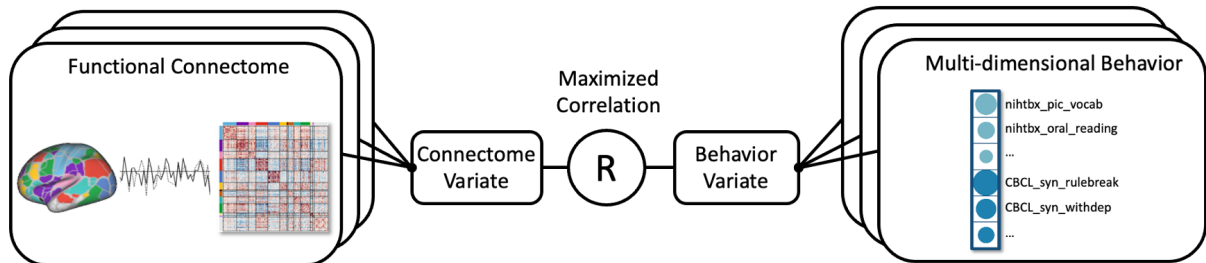 Functional Connectome
Maximized
Correlation
Connectome
Variate
R
Behavior
Variate
Multi-dimensional Behavior
nihtbx_pic_vocab
nihtbx_oral_reading
...
CBCL_syn_rulebreak
CBCL_syn_withdep
...